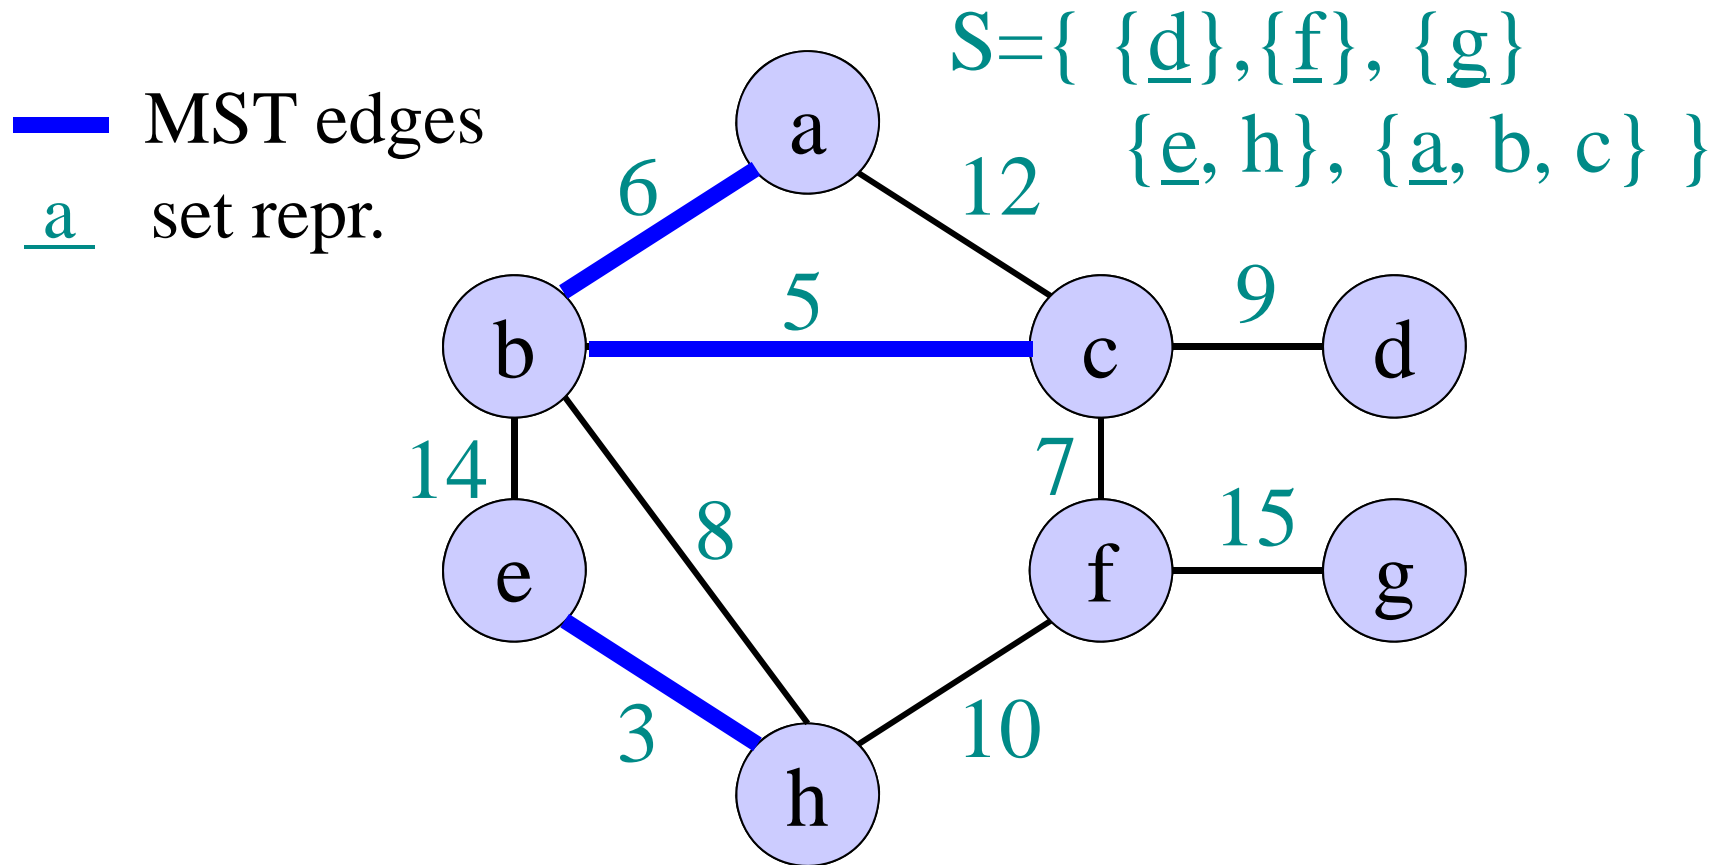 S={ {d},{f}, {g}
{e, h}, {a, b, c} }
MST edges
a set repr.
a
6
12
5
9
b
c
d
14
7
8
15
e
f
g
3
10
h